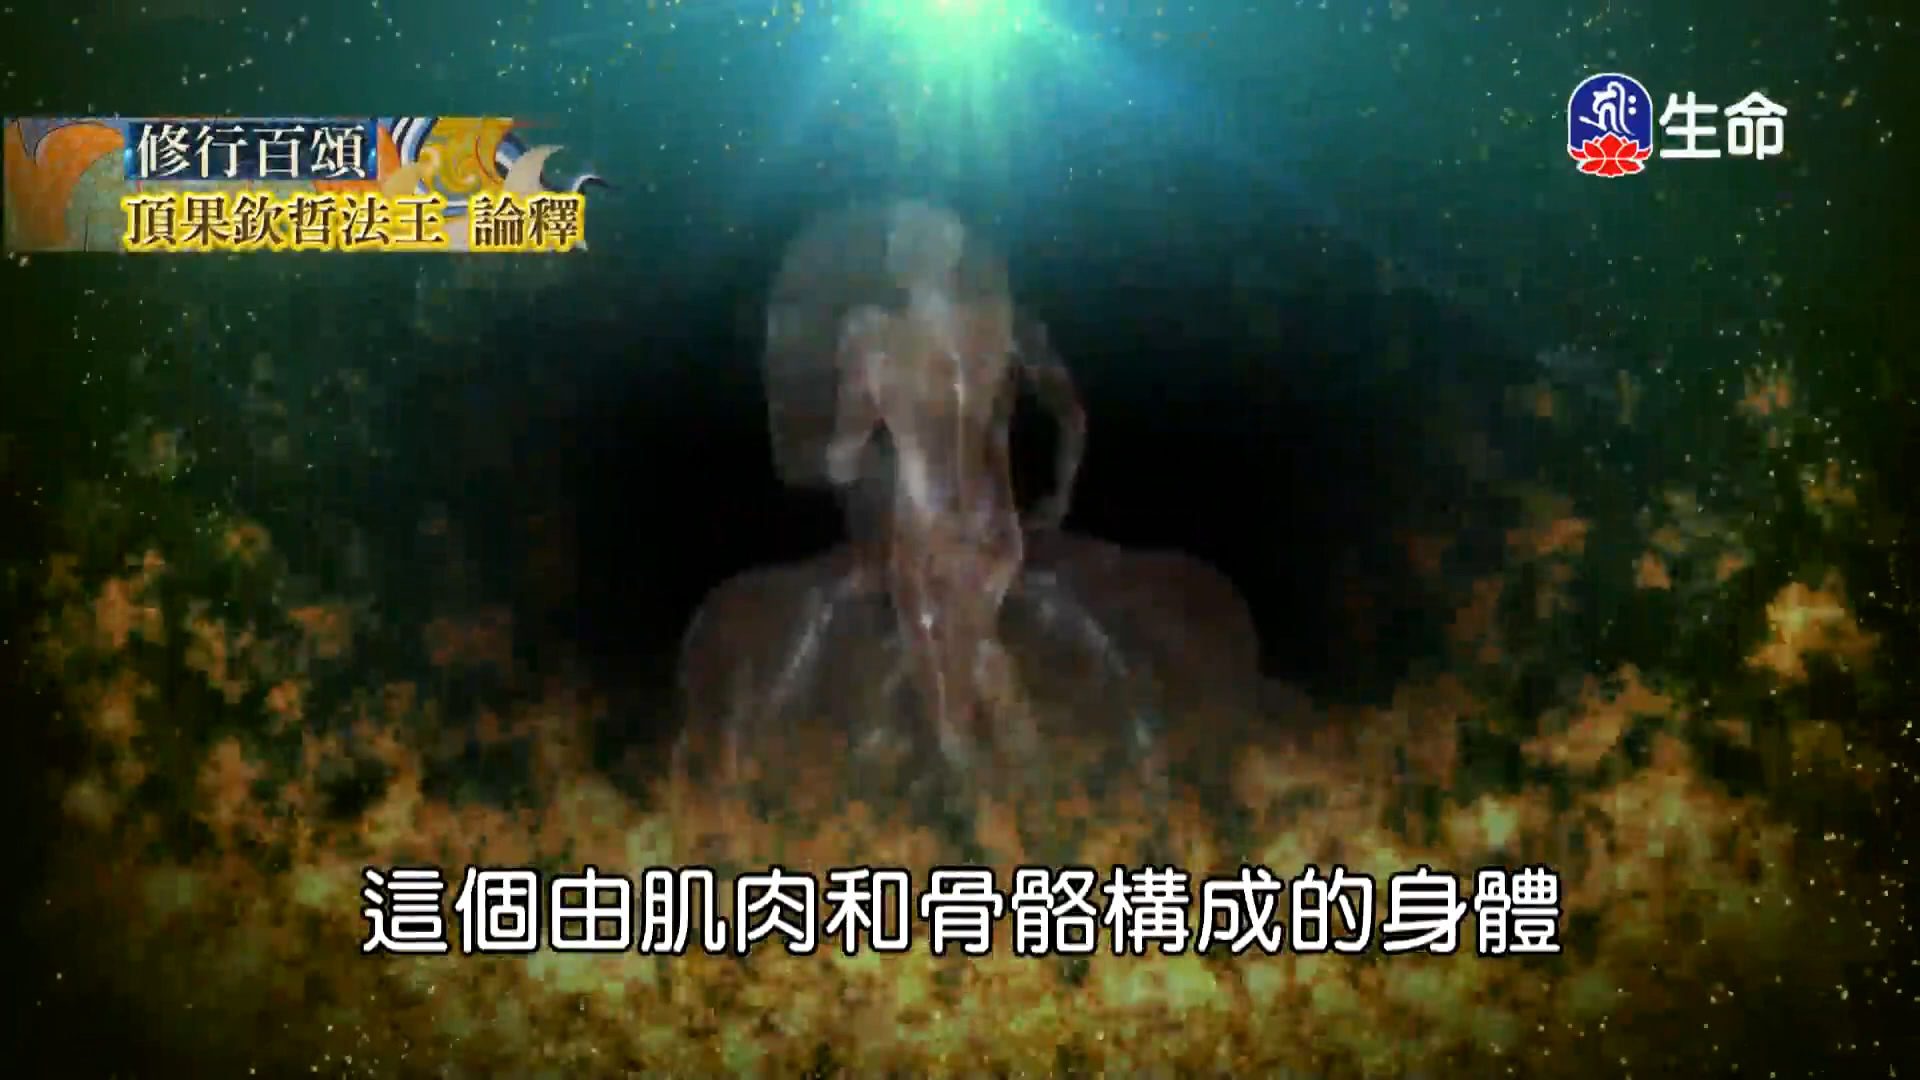 修行百頌
頂果欽哲法王 論釋
生命
這個由肌肉和骨骼構成的身體